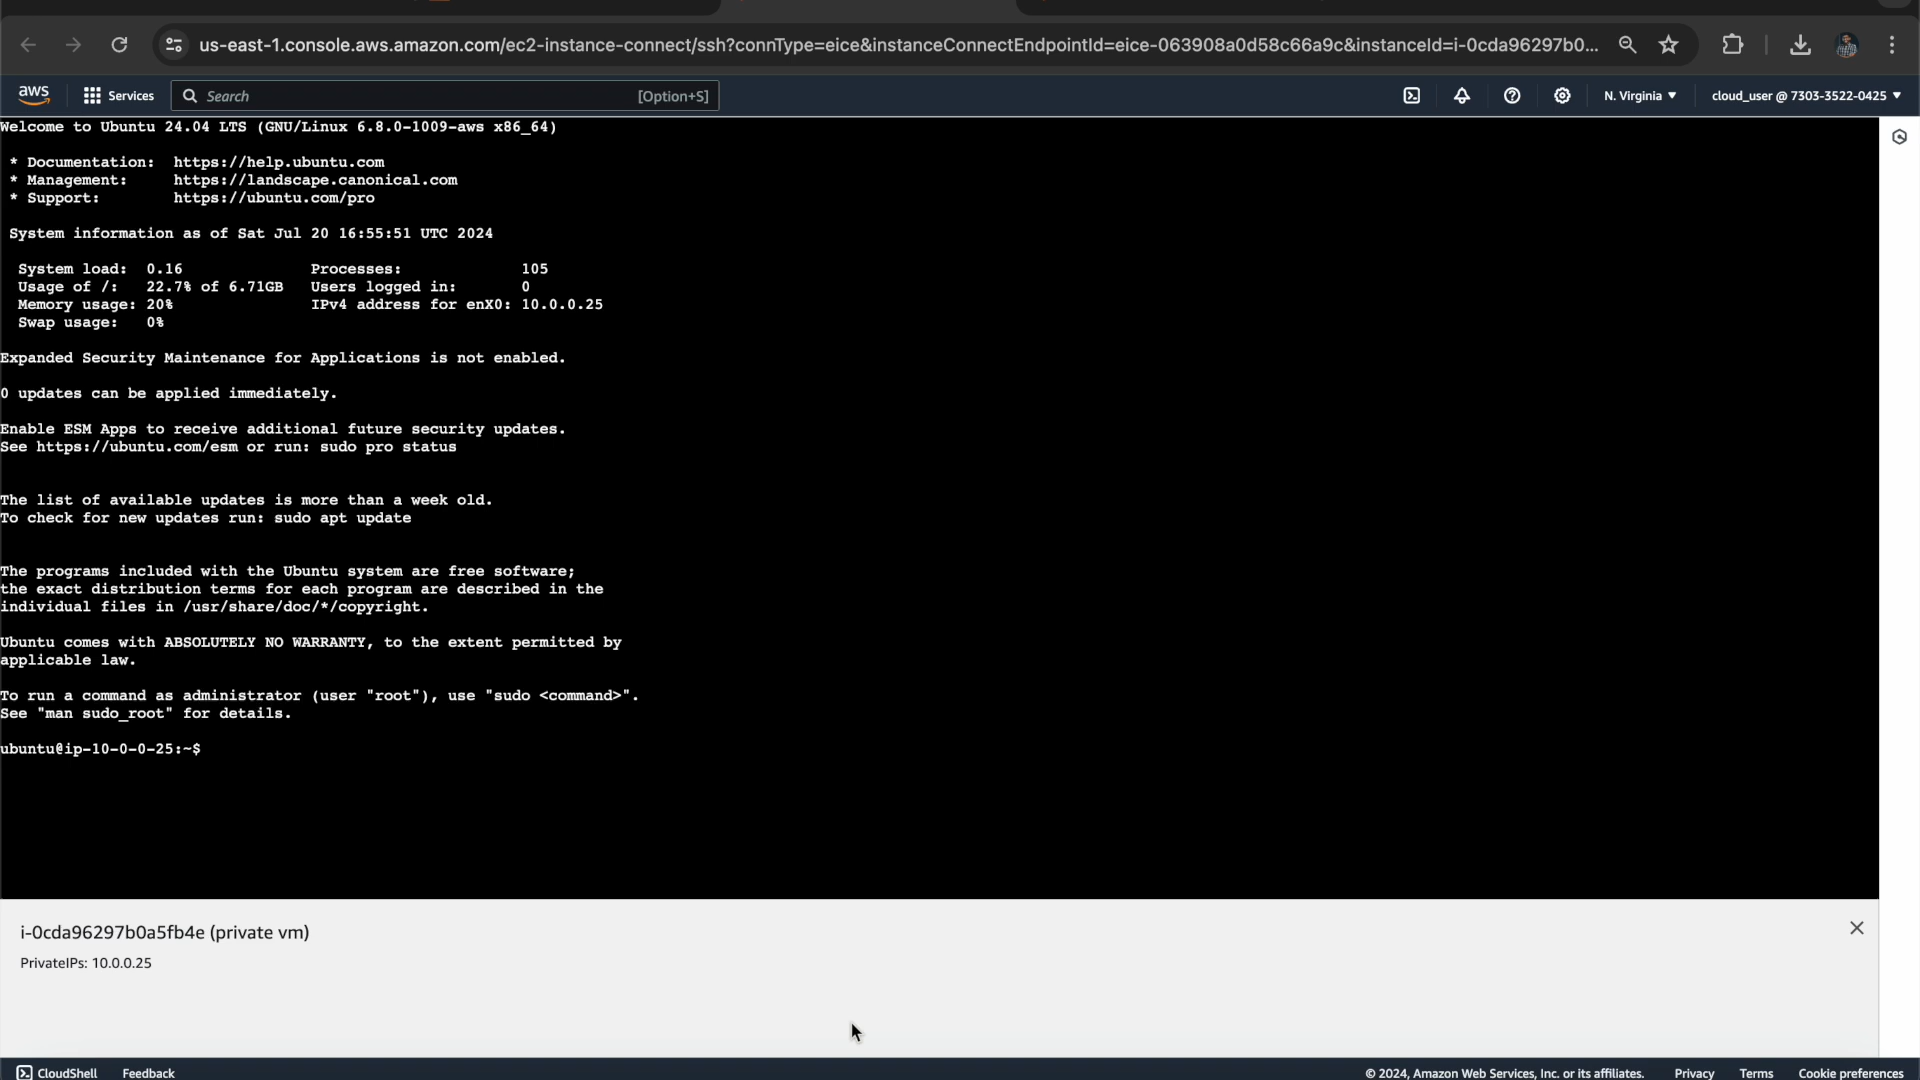 us-east-1.console.aws.amazon.com/ec2-instance-connect/ssh?connType=eice&instanceConnectEndpointId=eice-063908a0d58c66a9c&instanceId=i-0cda96297b0...
aws Services Search [Option+S] N. Virginia cloud_user @ 7303-3522-0425
Welcome to Ubuntu 24.04 LTS (GNU/Linux 6.8.0-1009-aws x86_64)
* Documentation: https://help.ubuntu.com
* Management: https://landscape.canonical.com
* Support: https://ubuntu.com/pro
System information as of Sat Jul 20 16:55:51 UTC 2024
System load: 0.16 Processes: 105
Usage of /: 22.7% of 6.71GB Users logged in: 0
Memory usage: 20% IPv4 address for enX0: 10.0.0.25
Swap usage: 0%
Expanded Security Maintenance for Applications is not enabled.
0 updates can be applied immediately.
Enable ESM Apps to receive additional future security updates.
See https://ubuntu.com/esm or run: sudo pro status
The list of available updates is more than a week old.
To check for new updates run: sudo apt update
The programs included with the Ubuntu system are free software;
the exact distribution terms for each program are described in the
individual files in /usr/share/doc/*/copyright.
Ubuntu comes with ABSOLUTELY NO WARRANTY, to the extent permitted by
applicable law.
To run a command as administrator (user "root"), use "sudo <command>".
See "man sudo_root" for details.
ubuntu@ip-10-0-0-25:~$
i-0cda96297b0a5fb4e (private vm)
PrivateIPs: 10.0.0.25
CloudShell Feedback © 2024, Amazon Web Services, Inc. or its affiliates. Privacy Terms Cookie preferences